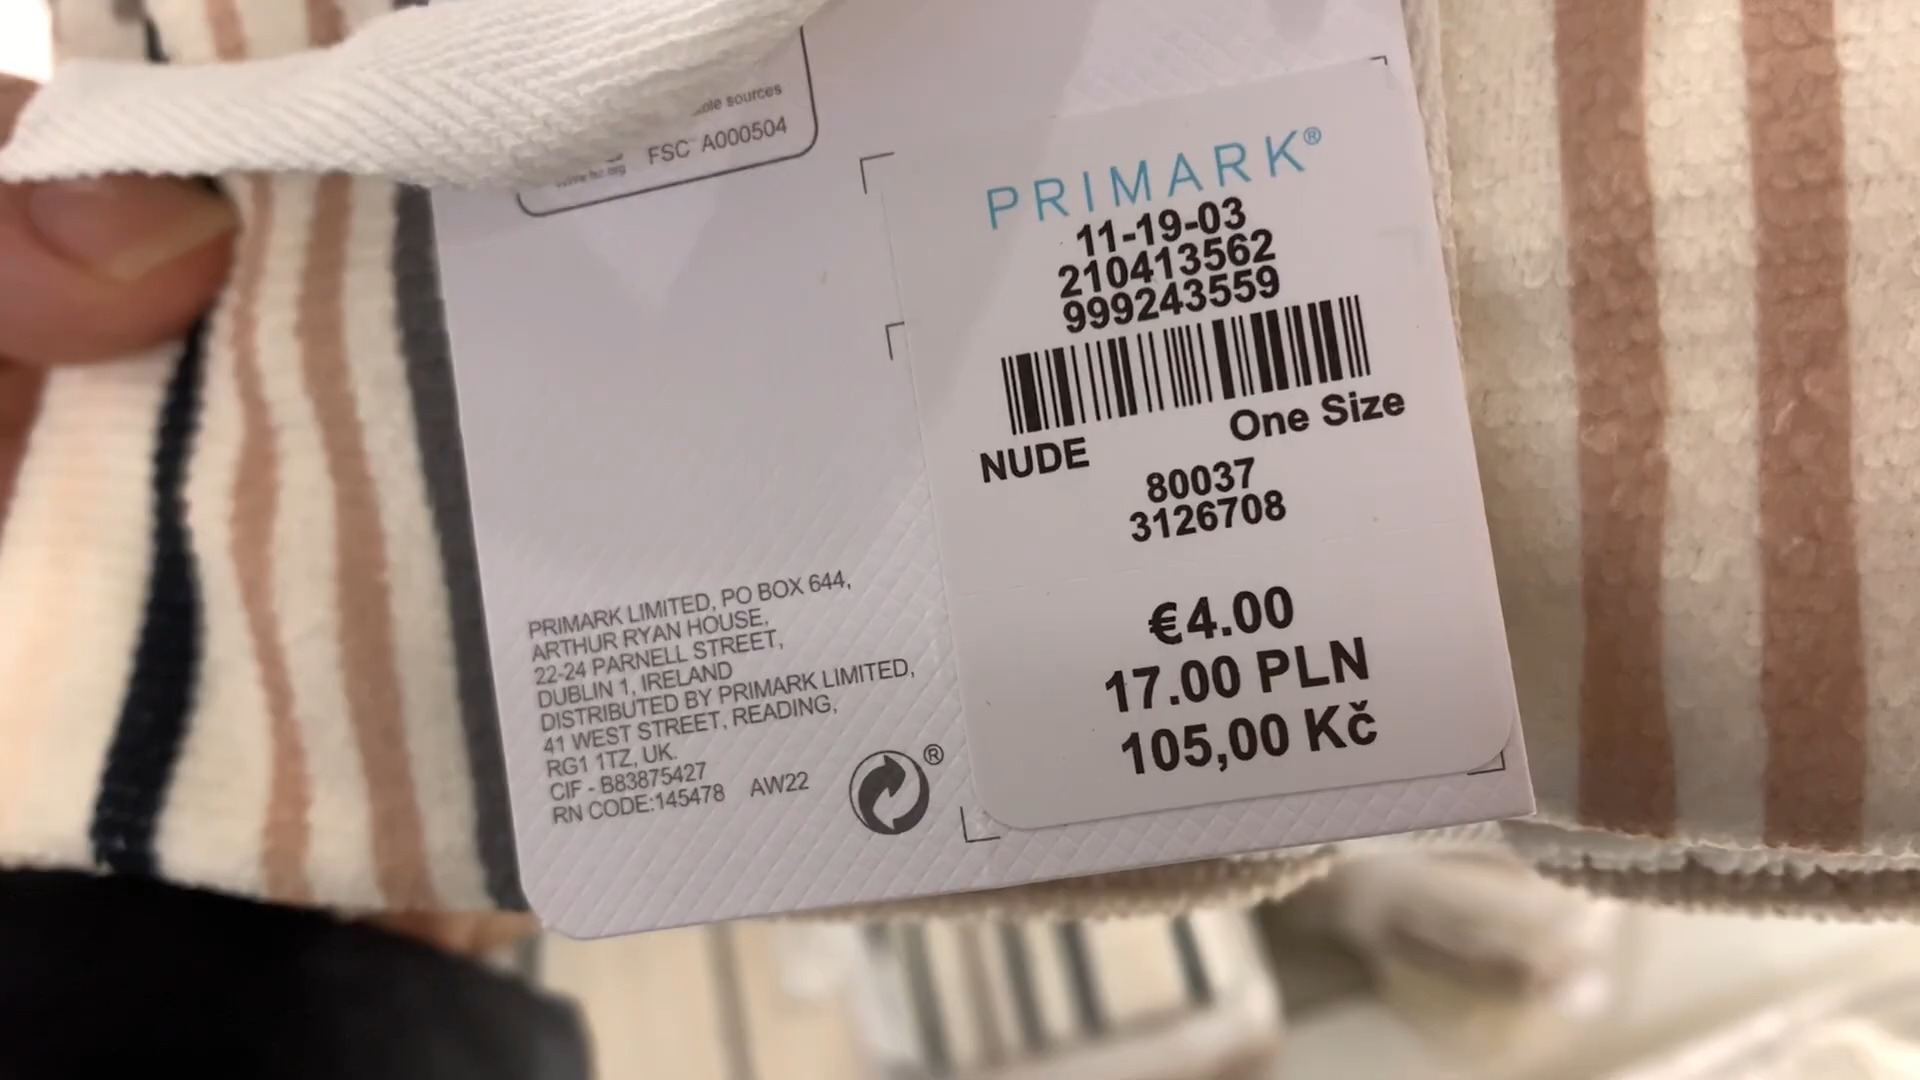 sources
FSC A000504
PRIMARK®
11-19-03
210413562
999243559
NUDE
One Size
80037
3126708
€4.00
17.00 PLN
105,00 Kč
PRIMARK LIMITED, PO BOX 644,
ARTHUR RYAN HOUSE,
22-24 PARNELL STREET,
DUBLIN 1, IRELAND
DISTRIBUTED BY PRIMARK LIMITED,
41 WEST STREET, READING,
RG1 1TZ, UK.
CIF - B83875427
RN CODE:145478 AW22
®